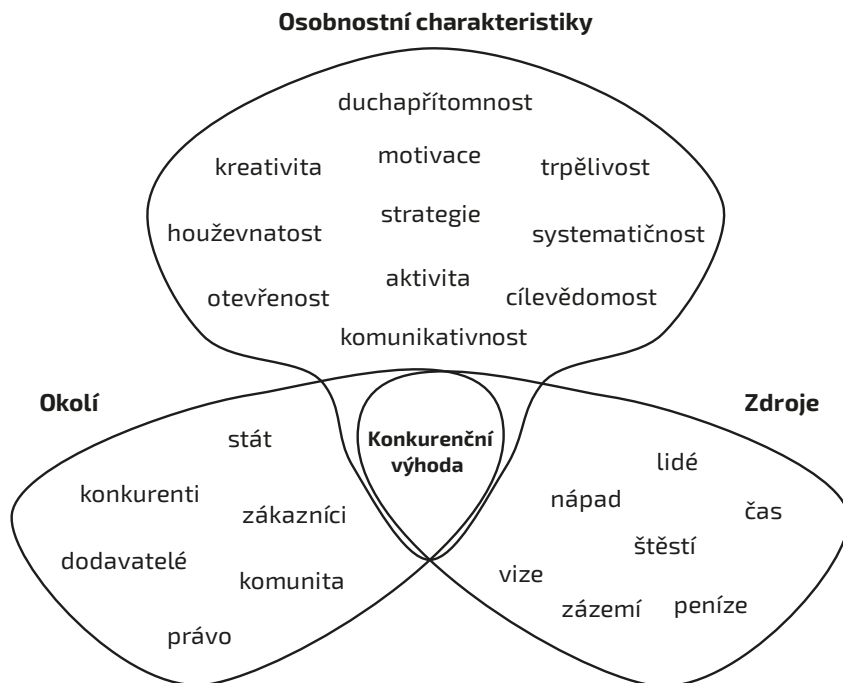 Osobnostní charakteristiky
duchapřítomnost
kreativita
motivace
trpělivost
houževnatost
strategie
systematičnost
otevřenost
aktivita
cílevědomost
komunikativnost
Okolí
Zdroje
Konkurenční
výhoda
stát
konkurenti
zákazníci
dodavatelé
komunita
právo
lidé
nápad
čas
štěstí
vize
zázemí
peníze